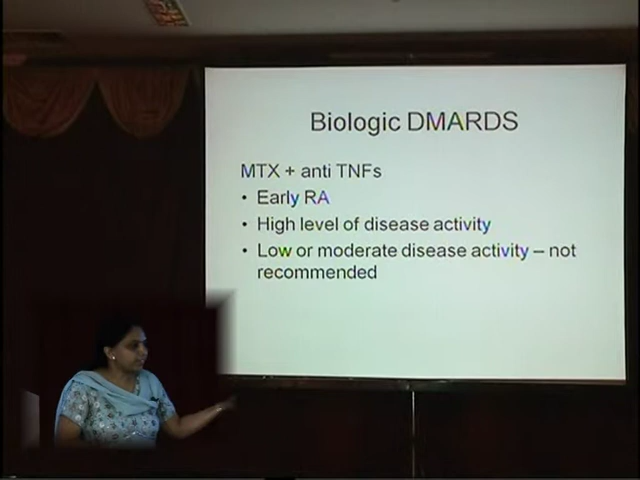 Biologic DMARDS
MTX + anti TNFs
• Early RA
• High level of disease activity
• Low or moderate disease activity – not
recommended